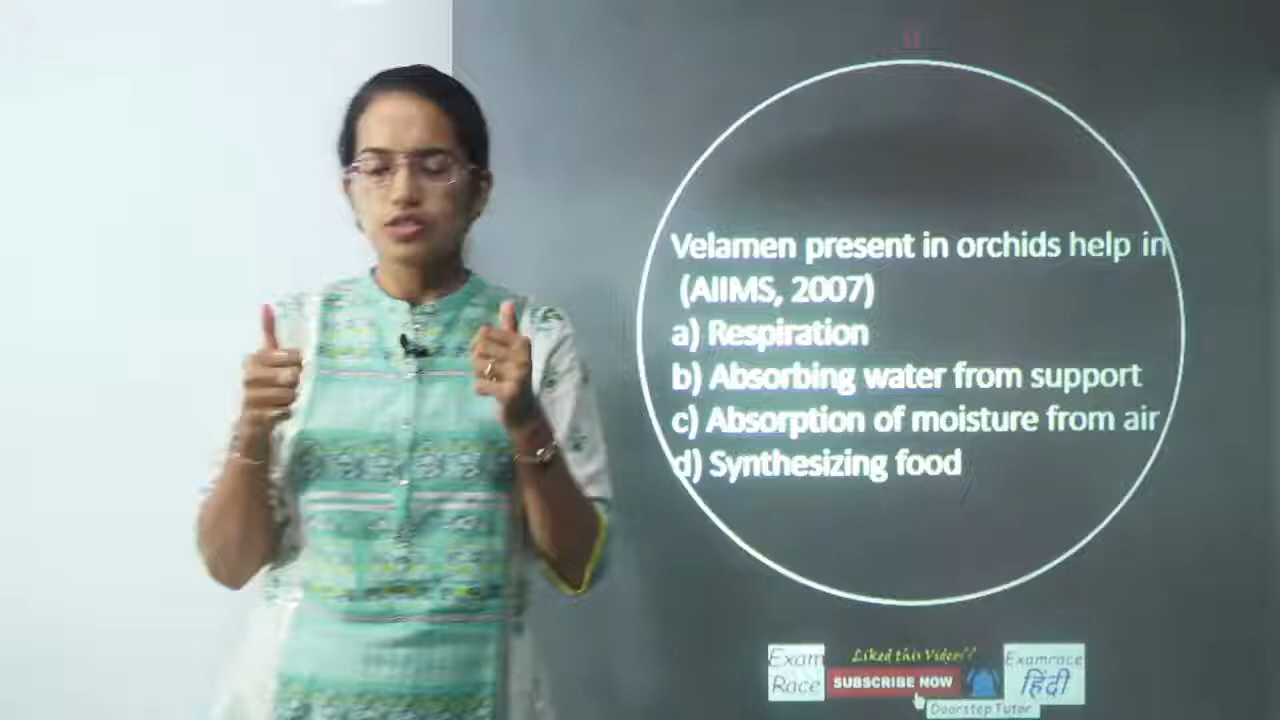 Velamen present in orchids help in
(AIIMS, 2007)
a) Respiration
b) Absorbing water from support
c) Absorption of moisture from air
d) Synthesizing food
Exam
Race
Liked this Video??
SUBSCRIBE NOW
Examrace
हिंदी
Doorstep Tutor